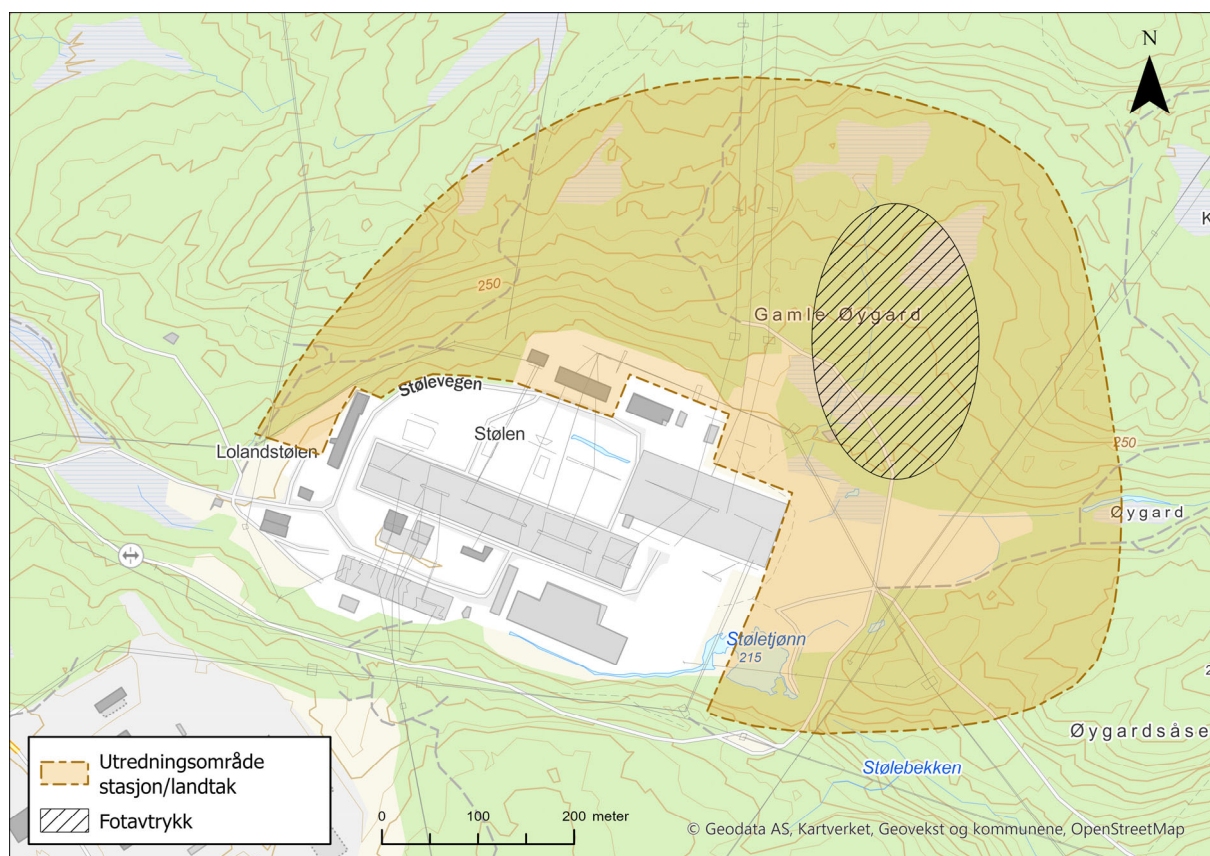 N
K
250
Gamle Øygard
Stølevegen
Stølen
Lolandstølen
250
Øygard
Støletjønn
215
2
Øygardsåse
Stølebekken
Utredningsområde
stasjon/landtak
Fotavtrykk
0 100 200 meter
© Geodata AS, Kartverket, Geovekst og kommunene, OpenStreetMap